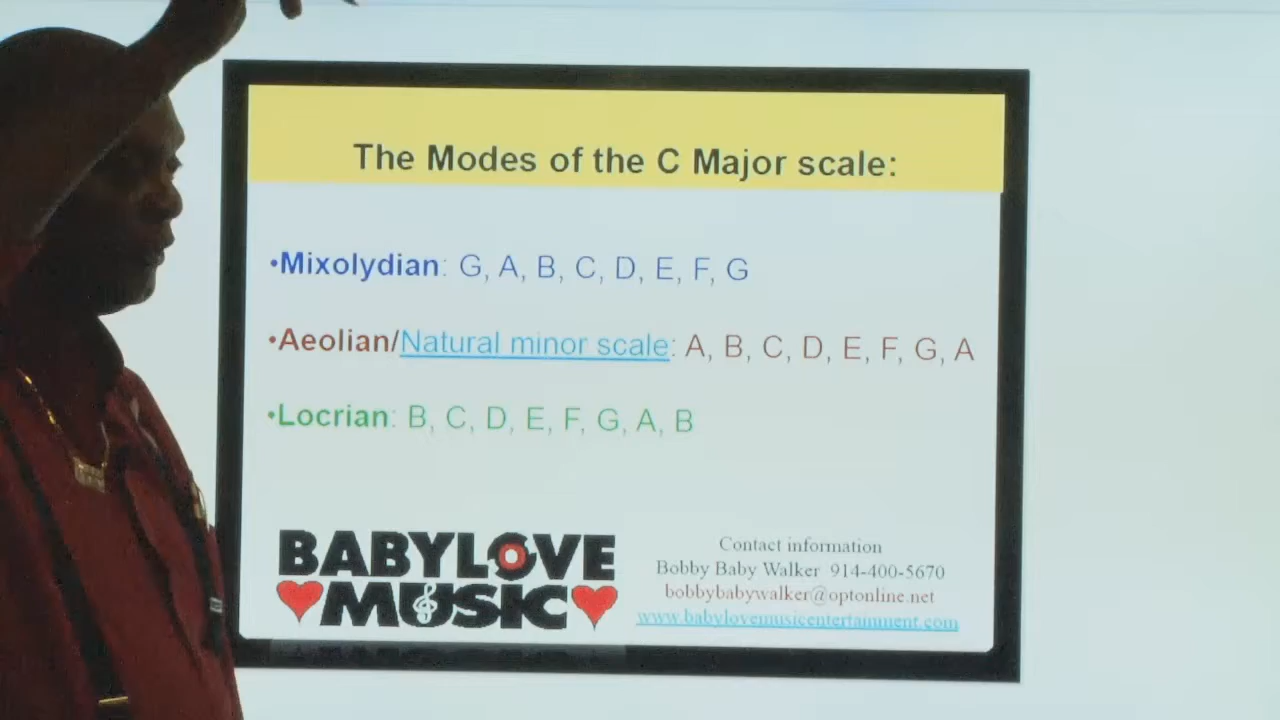 The Modes of the C Major scale:
•Mixolydian: G, A, B, C, D, E, F, G
•Aeolian/Natural minor scale: A, B, C, D, E, F, G, A
•Locrian: B, C, D, E, F, G, A, B
BABYLOVE
MUSIC
Contact information
Bobby Baby Walker 914-400-5670
bobbybabywalker@optonline.net
www.babylovemusicentertainment.com